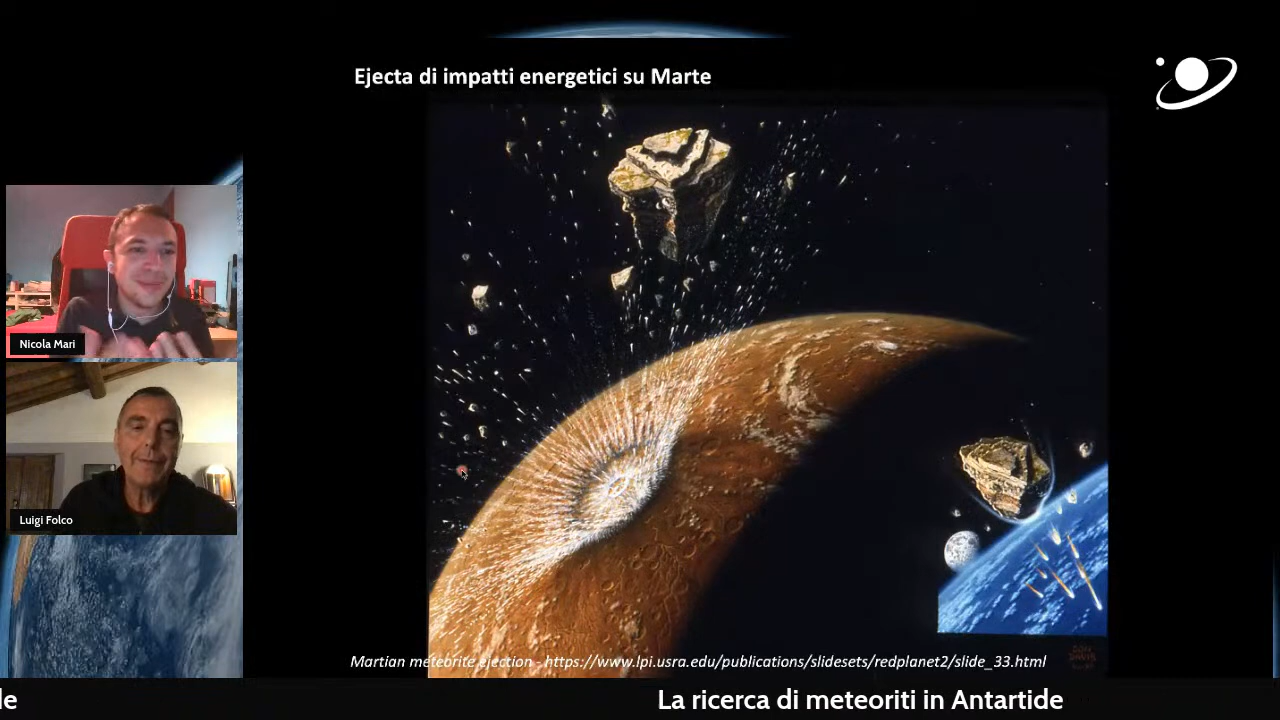 Ejecta di impatti energetici su Marte
Nicola Mari
Luigi Folco
Martian meteorite ejection - https://www.lpi.usra.edu/publications/slidesets/redplanet2/slide_33.html
de
La ricerca di meteoriti in Antartide